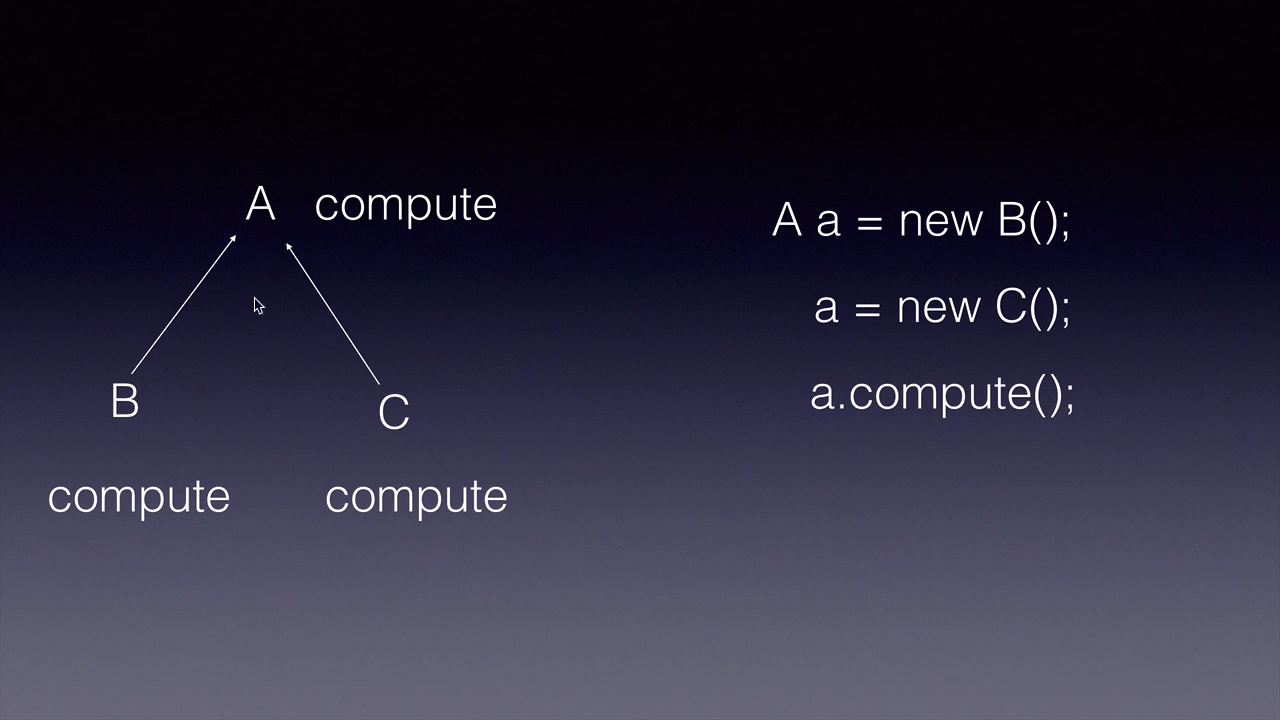 A compute
B
C
compute
compute
A a = new B();
a = new C();
a.compute();